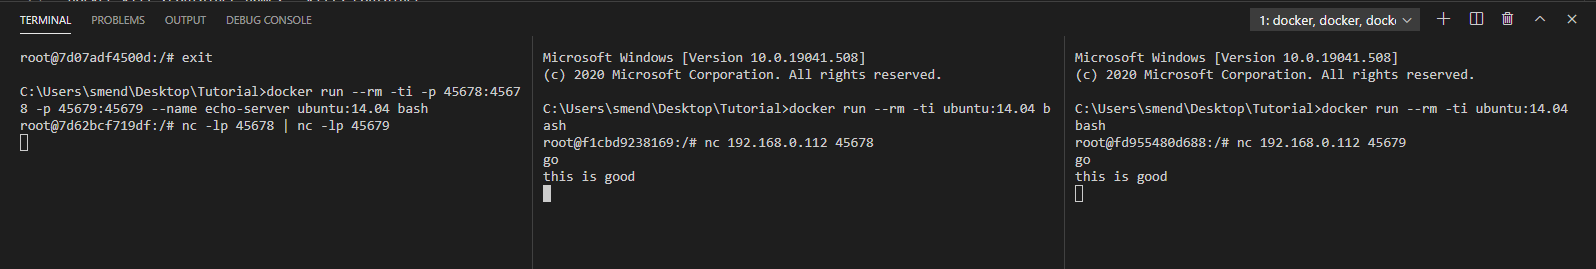 TERMINAL PROBLEMS OUTPUT DEBUG CONSOLE 1: docker, docker, dock
root@7d07adf4500d:/# exit
C:\Users\smend\Desktop\Tutorial>docker run --rm -ti -p 45678:4567
8 -p 45679:45679 --name echo-server ubuntu:14.04 bash
root@7d62bcf719df:/# nc -lp 45678 | nc -lp 45679
Microsoft Windows [Version 10.0.19041.508]
(c) 2020 Microsoft Corporation. All rights reserved.
C:\Users\smend\Desktop\Tutorial>docker run --rm -ti ubuntu:14.04 b
ash
root@f1cbd9238169:/# nc 192.168.0.112 45678
go
this is good
Microsoft Windows [Version 10.0.19041.508]
(c) 2020 Microsoft Corporation. All rights reserved.
C:\Users\smend\Desktop\Tutorial>docker run --rm -ti ubuntu:14.04
bash
root@fd955480d688:/# nc 192.168.0.112 45679
go
this is good